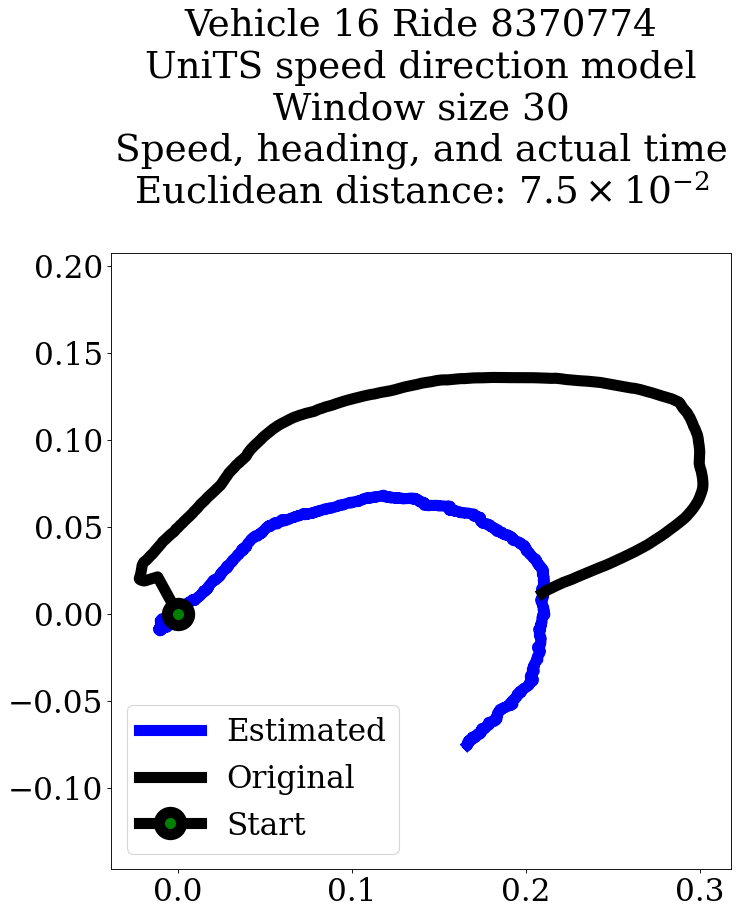 Vehicle 16 Ride 8370774
UniTS speed direction model
Window size 30
Speed, heading, and actual time
Euclidean distance: 7.5 × 10⁻²
0.20
0.15
0.10
0.05
0.00
−0.05
−0.10
Estimated
Original
Start
0.0 0.1 0.2 0.3